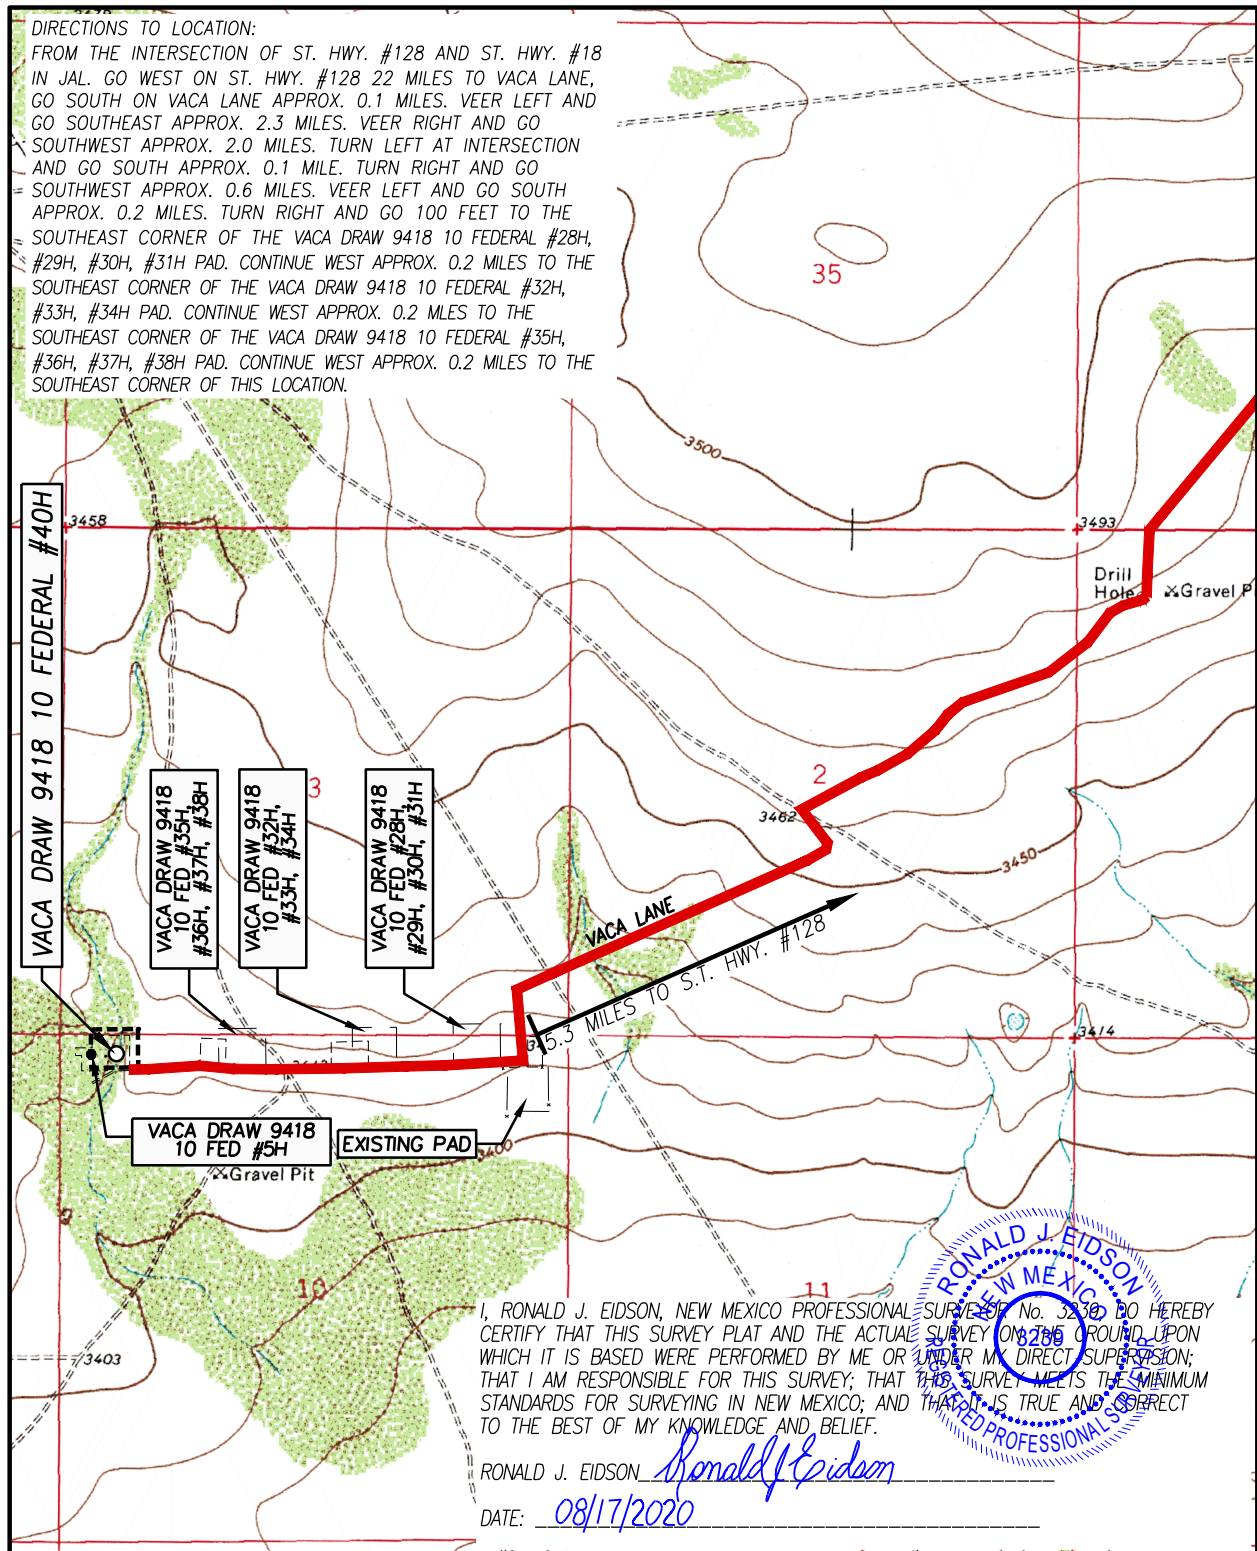 DIRECTIONS TO LOCATION:
FROM THE INTERSECTION OF ST. HWY. #128 AND ST. HWY. #18
IN JAL. GO WEST ON ST. HWY. #128 22 MILES TO VACA LANE,
GO SOUTH ON VACA LANE APPROX. 0.1 MILES. VEER LEFT AND
GO SOUTHEAST APPROX. 2.3 MILES. VEER RIGHT AND GO
SOUTHWEST APPROX. 2.0 MILES. TURN LEFT AT INTERSECTION
AND GO SOUTH APPROX. 0.1 MILE. TURN RIGHT AND GO
SOUTHWEST APPROX. 0.6 MILES. VEER LEFT AND GO SOUTH
APPROX. 0.2 MILES. TURN RIGHT AND GO 100 FEET TO THE
SOUTHEAST CORNER OF THE VACA DRAW 9418 10 FEDERAL #28H,
#29H, #30H, #31H PAD. CONTINUE WEST APPROX. 0.2 MILES TO THE
SOUTHEAST CORNER OF THE VACA DRAW 9418 10 FEDERAL #32H,
#33H, #34H PAD. CONTINUE WEST APPROX. 0.2 MLES TO THE
SOUTHEAST CORNER OF THE VACA DRAW 9418 10 FEDERAL #35H,
#36H, #37H, #38H PAD. CONTINUE WEST APPROX. 0.2 MILES TO THE
SOUTHEAST CORNER OF THIS LOCATION.
35
3500
3458
3493
Drill
Hole
Gravel P
VACA DRAW 9418 10 FEDERAL #40H
VACA DRAW 9418
10 FED #35H,
#36H, #37H, #38H
VACA DRAW 9418
10 FED #32H,
#33H, #34H
3
VACA DRAW 9418
10 FED #28H,
#29H, #30H, #31H
2
3462
3450
VACA LANE
5.3 MILES TO S.T. HWY. #128
3414
VACA DRAW 9418
10 FED #5H
EXISTING PAD
3400
Gravel Pit
10
11
3403
I, RONALD J. EIDSON, NEW MEXICO PROFESSIONAL SURVEYOR No. 3239, DO HEREBY
CERTIFY THAT THIS SURVEY PLAT AND THE ACTUAL SURVEY ON THE GROUND UPON
WHICH IT IS BASED WERE PERFORMED BY ME OR UNDER MY DIRECT SUPERVISION;
THAT I AM RESPONSIBLE FOR THIS SURVEY; THAT THIS SURVEY MEETS THE MINIMUM
STANDARDS FOR SURVEYING IN NEW MEXICO; AND THAT IT IS TRUE AND CORRECT
TO THE BEST OF MY KNOWLEDGE AND BELIEF.
RONALD J. EIDSON
NEW MEXICO
3239
REGISTERED PROFESSIONAL SURVEYOR
RONALD J. EIDSON Ronald J Eidson
DATE: 08/17/2020